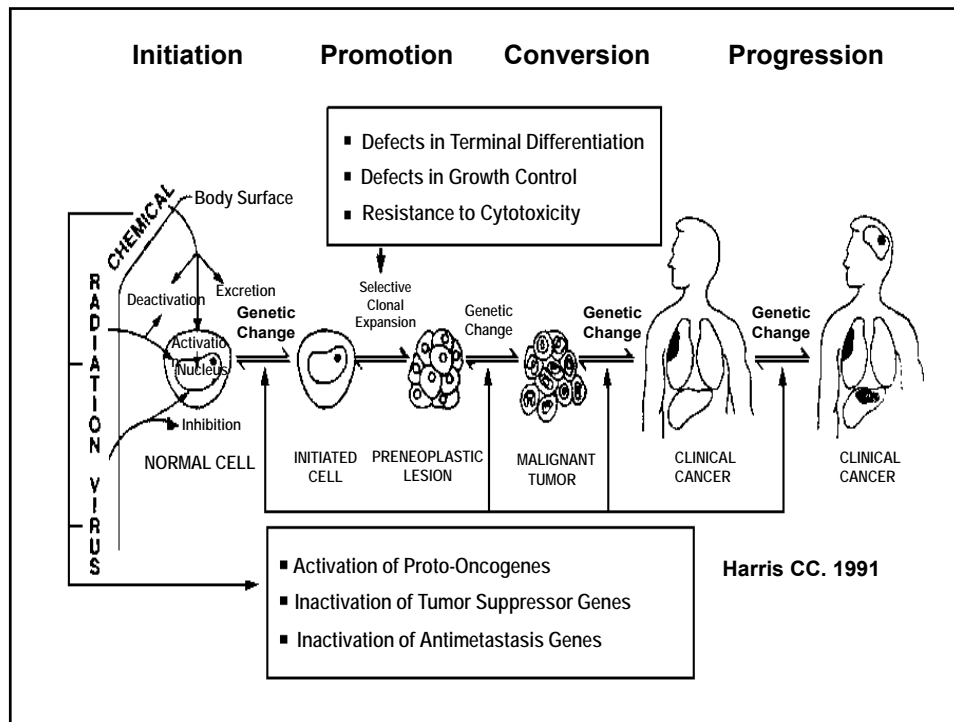 Initiation Promotion Conversion Progression
▪ Defects in Terminal Differentiation
▪ Defects in Growth Control
▪ Resistance to Cytotoxicity
CHEMICAL
RADIATION
VIRUS
Body Surface
Deactivation
Excretion
Activatio
Nucleus
Inhibition
NORMAL CELL
Genetic
Change
INITIATED
CELL
Selective
Clonal
Expansion
PRENEOPLASTIC
LESION
Genetic
Change
MALIGNANT
TUMOR
Genetic
Change
CLINICAL
CANCER
Genetic
Change
CLINICAL
CANCER
▪ Activation of Proto-Oncogenes
▪ Inactivation of Tumor Suppressor Genes
▪ Inactivation of Antimetastasis Genes
Harris CC. 1991